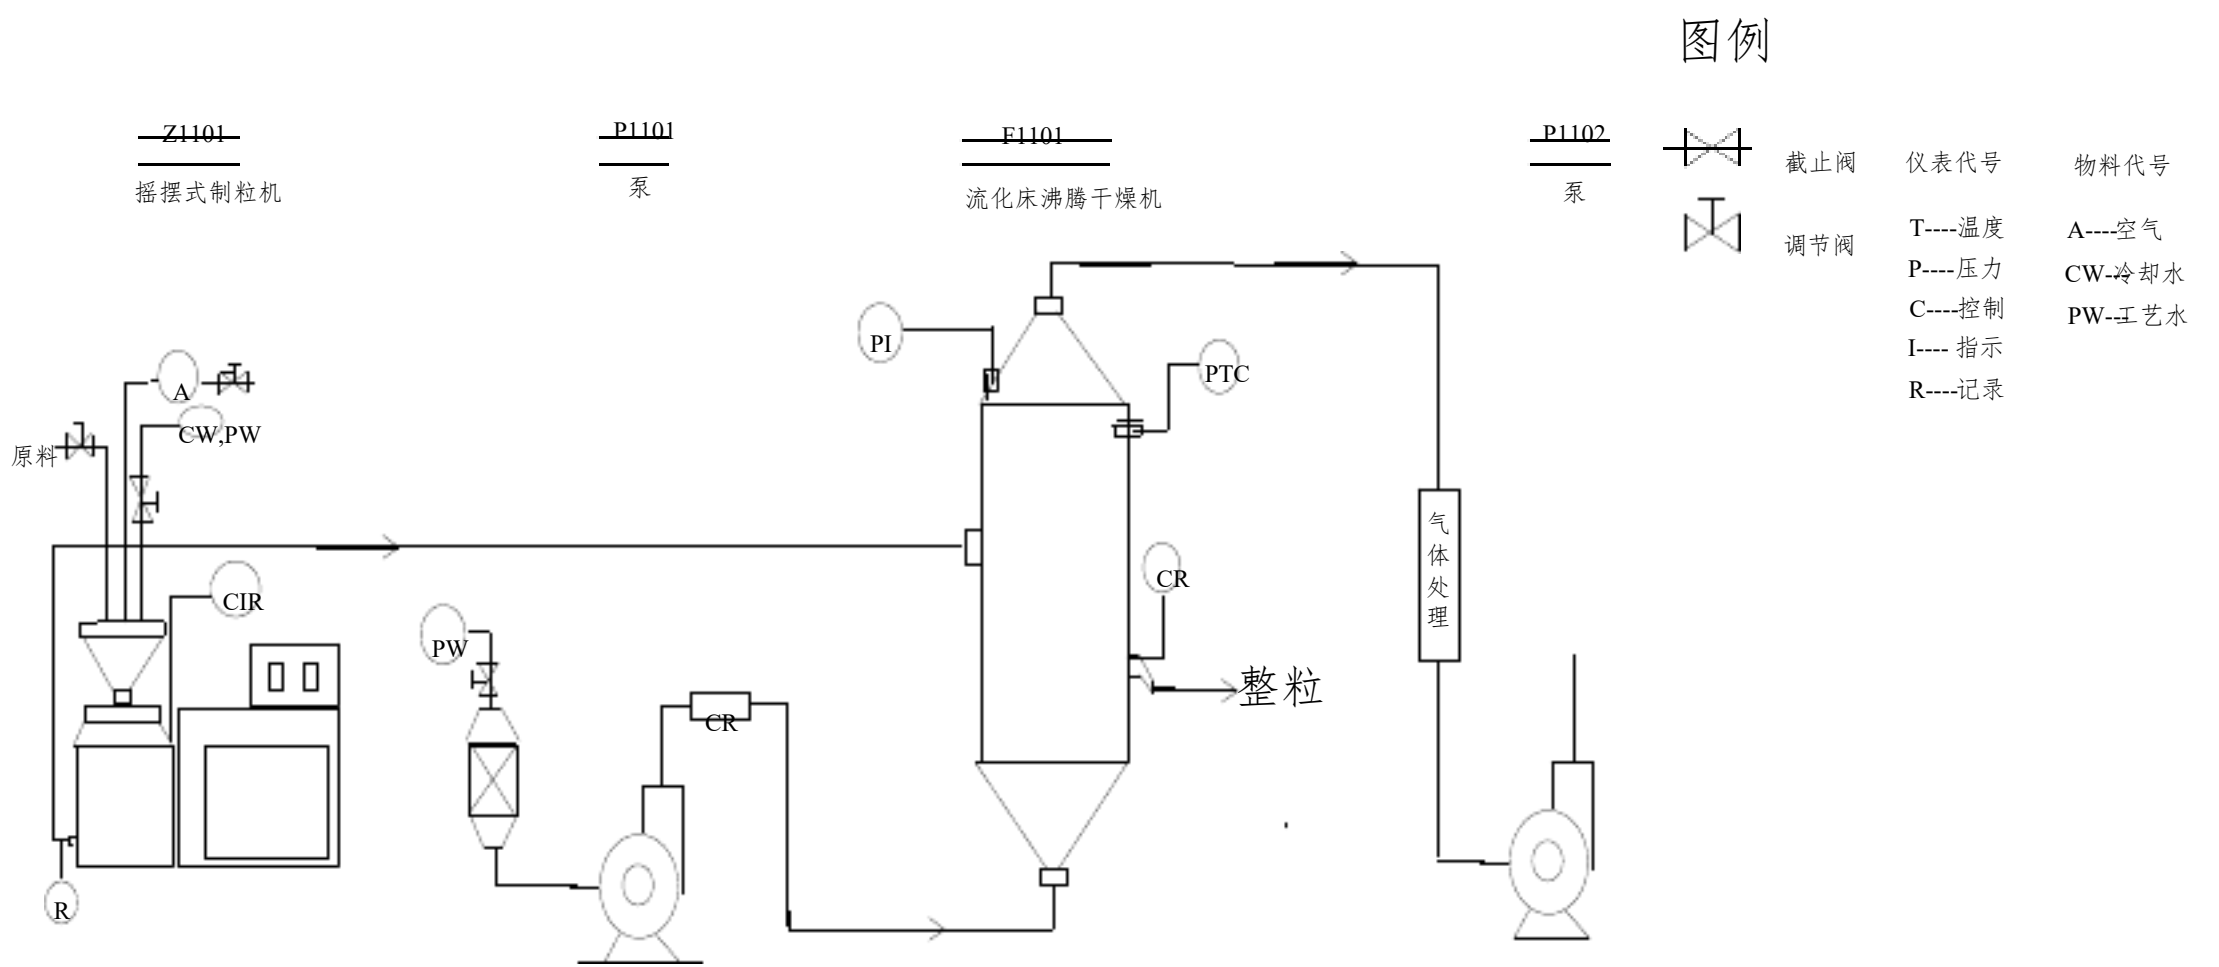 图例
Z1101
P1101
F1101
P1102
摇摆式制粒机
泵
流化床沸腾干燥机
泵
截止阀
仪表代号
物料代号
调节阀
T----温度
A----空气
P----压力
CW--冷却水
C----控制
PW---工艺水
I---- 指示
R----记录
PI
PTC
A
CW,PW
原料
CIR
PW
CR
CR
气
体
处
理
整粒
R